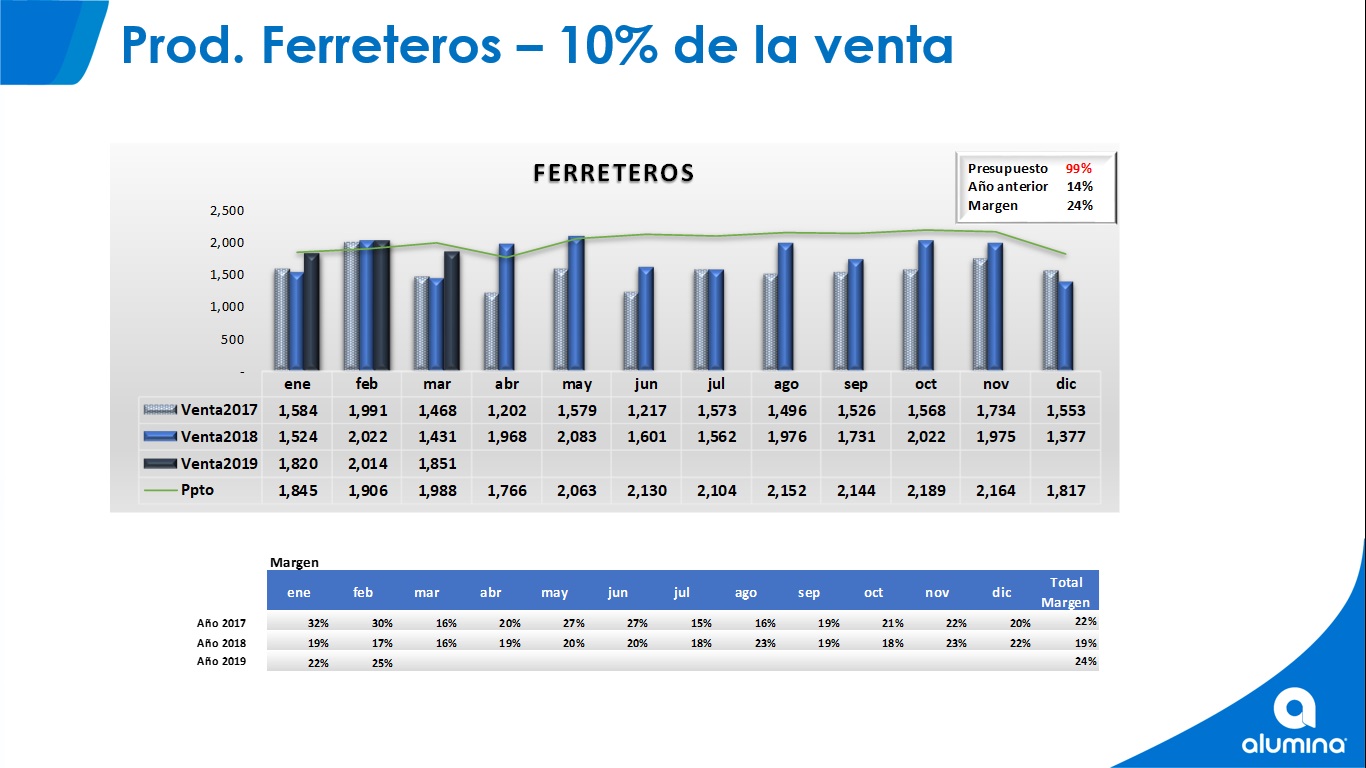 Prod. Ferreteros – 10% de la venta
FERRETEROS
Presupuesto 99%
Año anterior 14%
Margen 24%
2,500
2,000
1,500
1,000
500
-
ene feb mar abr may jun jul ago sep oct nov dic
Venta2017 1,584 1,991 1,468 1,202 1,579 1,217 1,573 1,496 1,526 1,568 1,734 1,553
Venta2018 1,524 2,022 1,431 1,968 2,083 1,601 1,562 1,976 1,731 2,022 1,975 1,377
Venta2019 1,820 2,014 1,851
Ppto 1,845 1,906 1,988 1,766 2,063 2,130 2,104 2,152 2,144 2,189 2,164 1,817
Margen
ene feb mar abr may jun jul ago sep oct nov dic Total Margen
Año 2017 32% 30% 16% 20% 27% 27% 15% 16% 19% 21% 22% 20% 22%
Año 2018 19% 17% 16% 19% 20% 20% 18% 23% 19% 18% 23% 22% 19%
Año 2019 22% 25% 24%
alumina